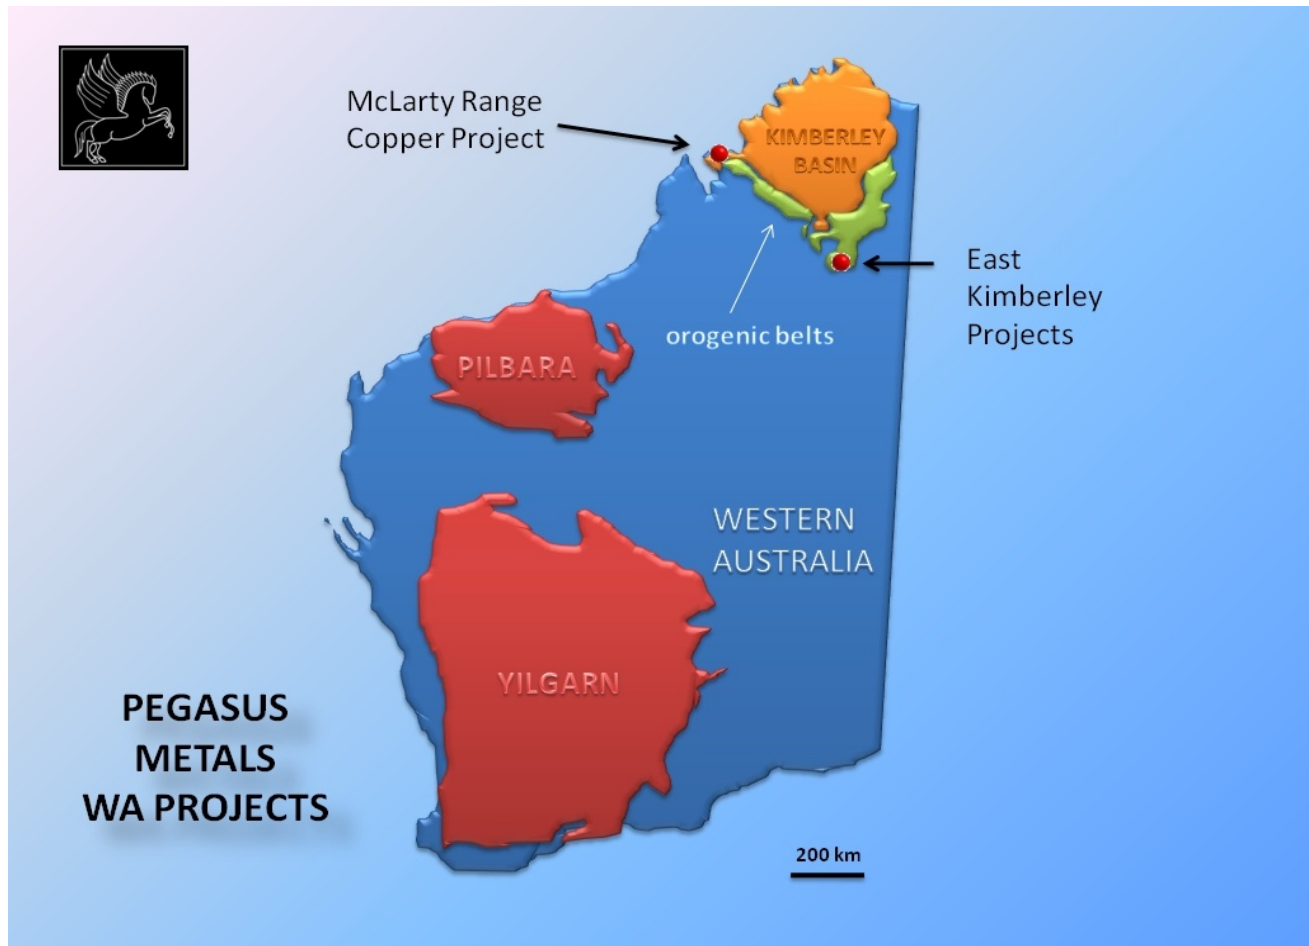 McLarty Range
Copper Project
KIMBERLEY
BASIN
East
Kimberley
Projects
orogenic belts
PILBARA
WESTERN
AUSTRALIA
YILGARN
PEGASUS
METALS
WA PROJECTS
200 km